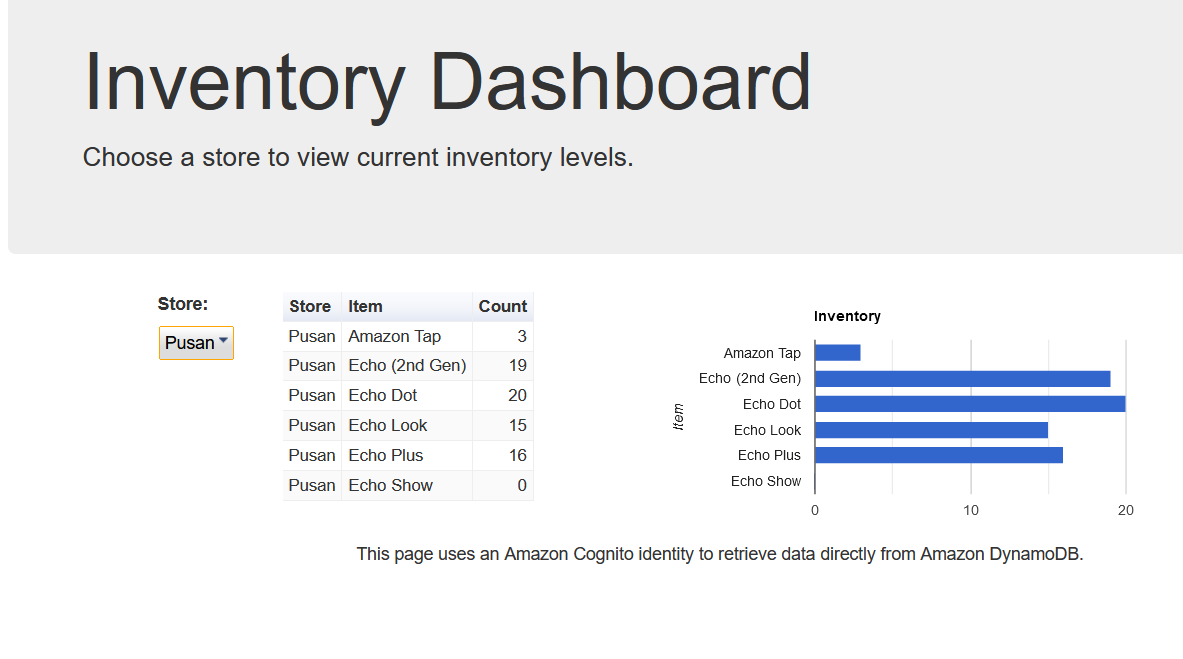 Inventory Dashboard
Choose a store to view current inventory levels.
Store:
Pusan
Store Item Count
Pusan Amazon Tap 3
Pusan Echo (2nd Gen) 19
Pusan Echo Dot 20
Pusan Echo Look 15
Pusan Echo Plus 16
Pusan Echo Show 0
Inventory
Item
Amazon Tap
Echo (2nd Gen)
Echo Dot
Echo Look
Echo Plus
Echo Show
0 10 20
This page uses an Amazon Cognito identity to retrieve data directly from Amazon DynamoDB.